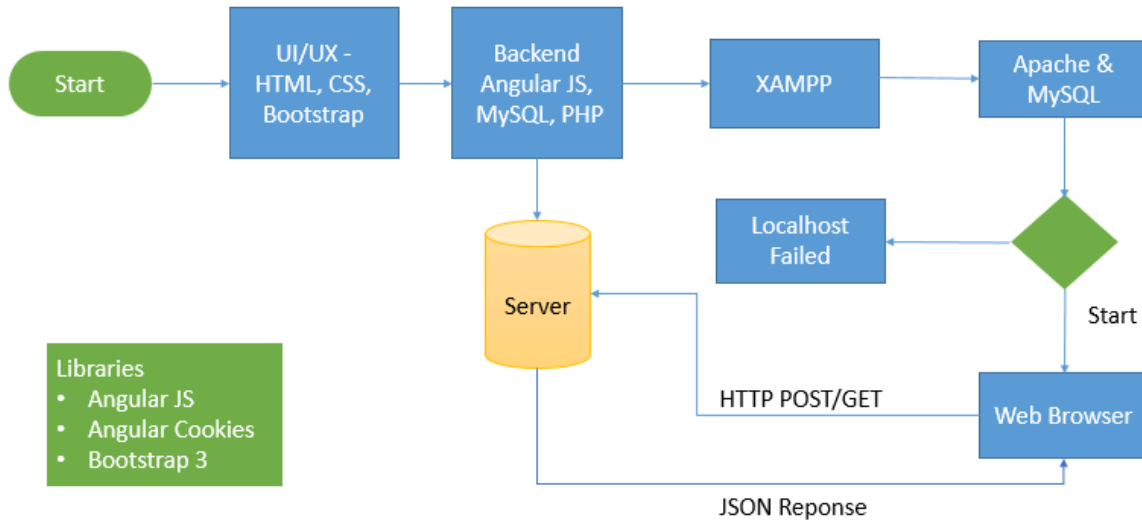 Start
UI/UX -
HTML, CSS,
Bootstrap
Backend
Angular JS,
MySQL, PHP
XAMPP
Apache &
MySQL
Localhost
Failed
Server
Start
Libraries
• Angular JS
• Angular Cookies
• Bootstrap 3
HTTP POST/GET
Web Browser
JSON Reponse